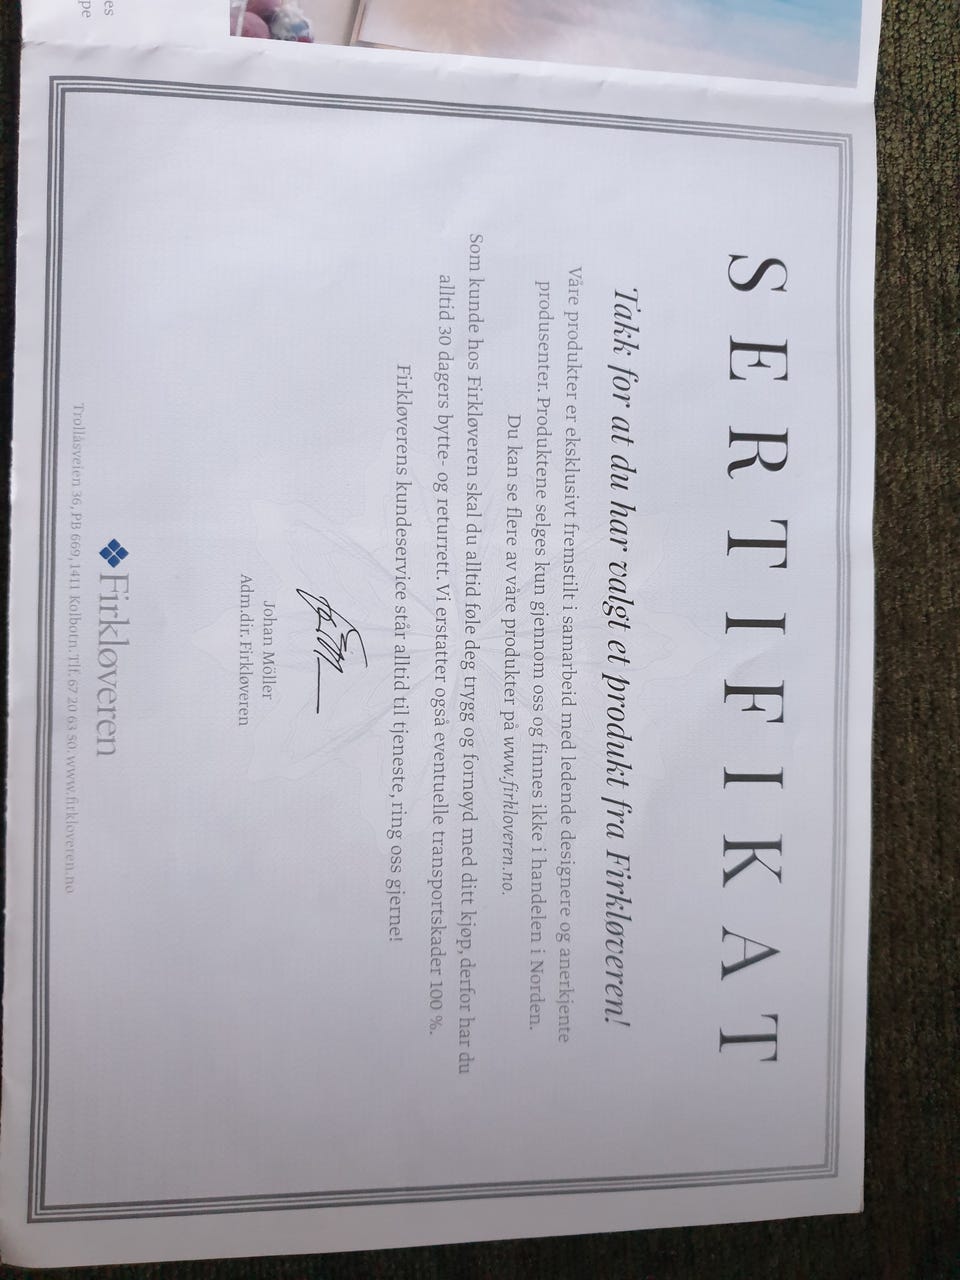 es
pe
SERTIFIKAT
Takk for at du har valgt et produkt fra Firkløveren!
Våre produkter er eksklusivt fremstilt i samarbeid med ledende designere og anerkjente
produsenter. Produktene selges kun gjennom oss og finnes ikke i handelen i Norden.
Du kan se flere av våre produkter på www.firkloveren.no.
Som kunde hos Firkløveren skal du alltid føle deg trygg og fornøyd med ditt kjøp, derfor har du
alltid 30 dagers bytte- og returrett. Vi erstatter også eventuelle transportskader 100 %.
Firkløverens kundeservice står alltid til tjeneste, ring oss gjerne!
Johan Möller
Adm.dir. Firkløveren
Firkløveren
Trollåsveien 36, PB 669, 1411 Kolbotn. Tlf. 67 20 63 50. www.firkloveren.no